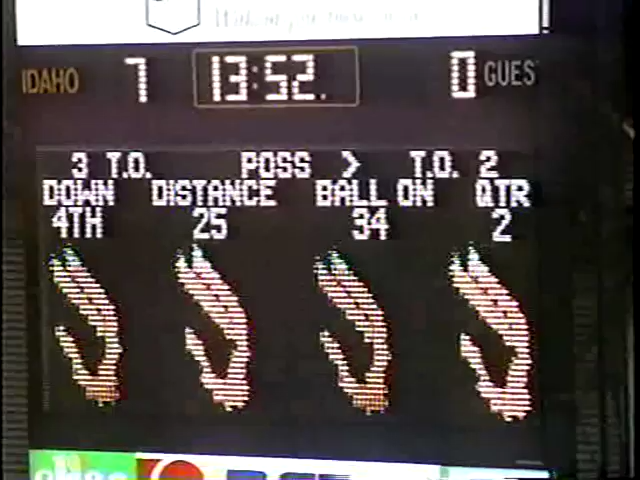 IDAHO 7 13:52 0 GUES
3 T.O. POSS > T.O. 2
DOWN DISTANCE BALL ON QTR
4TH 25 34 2